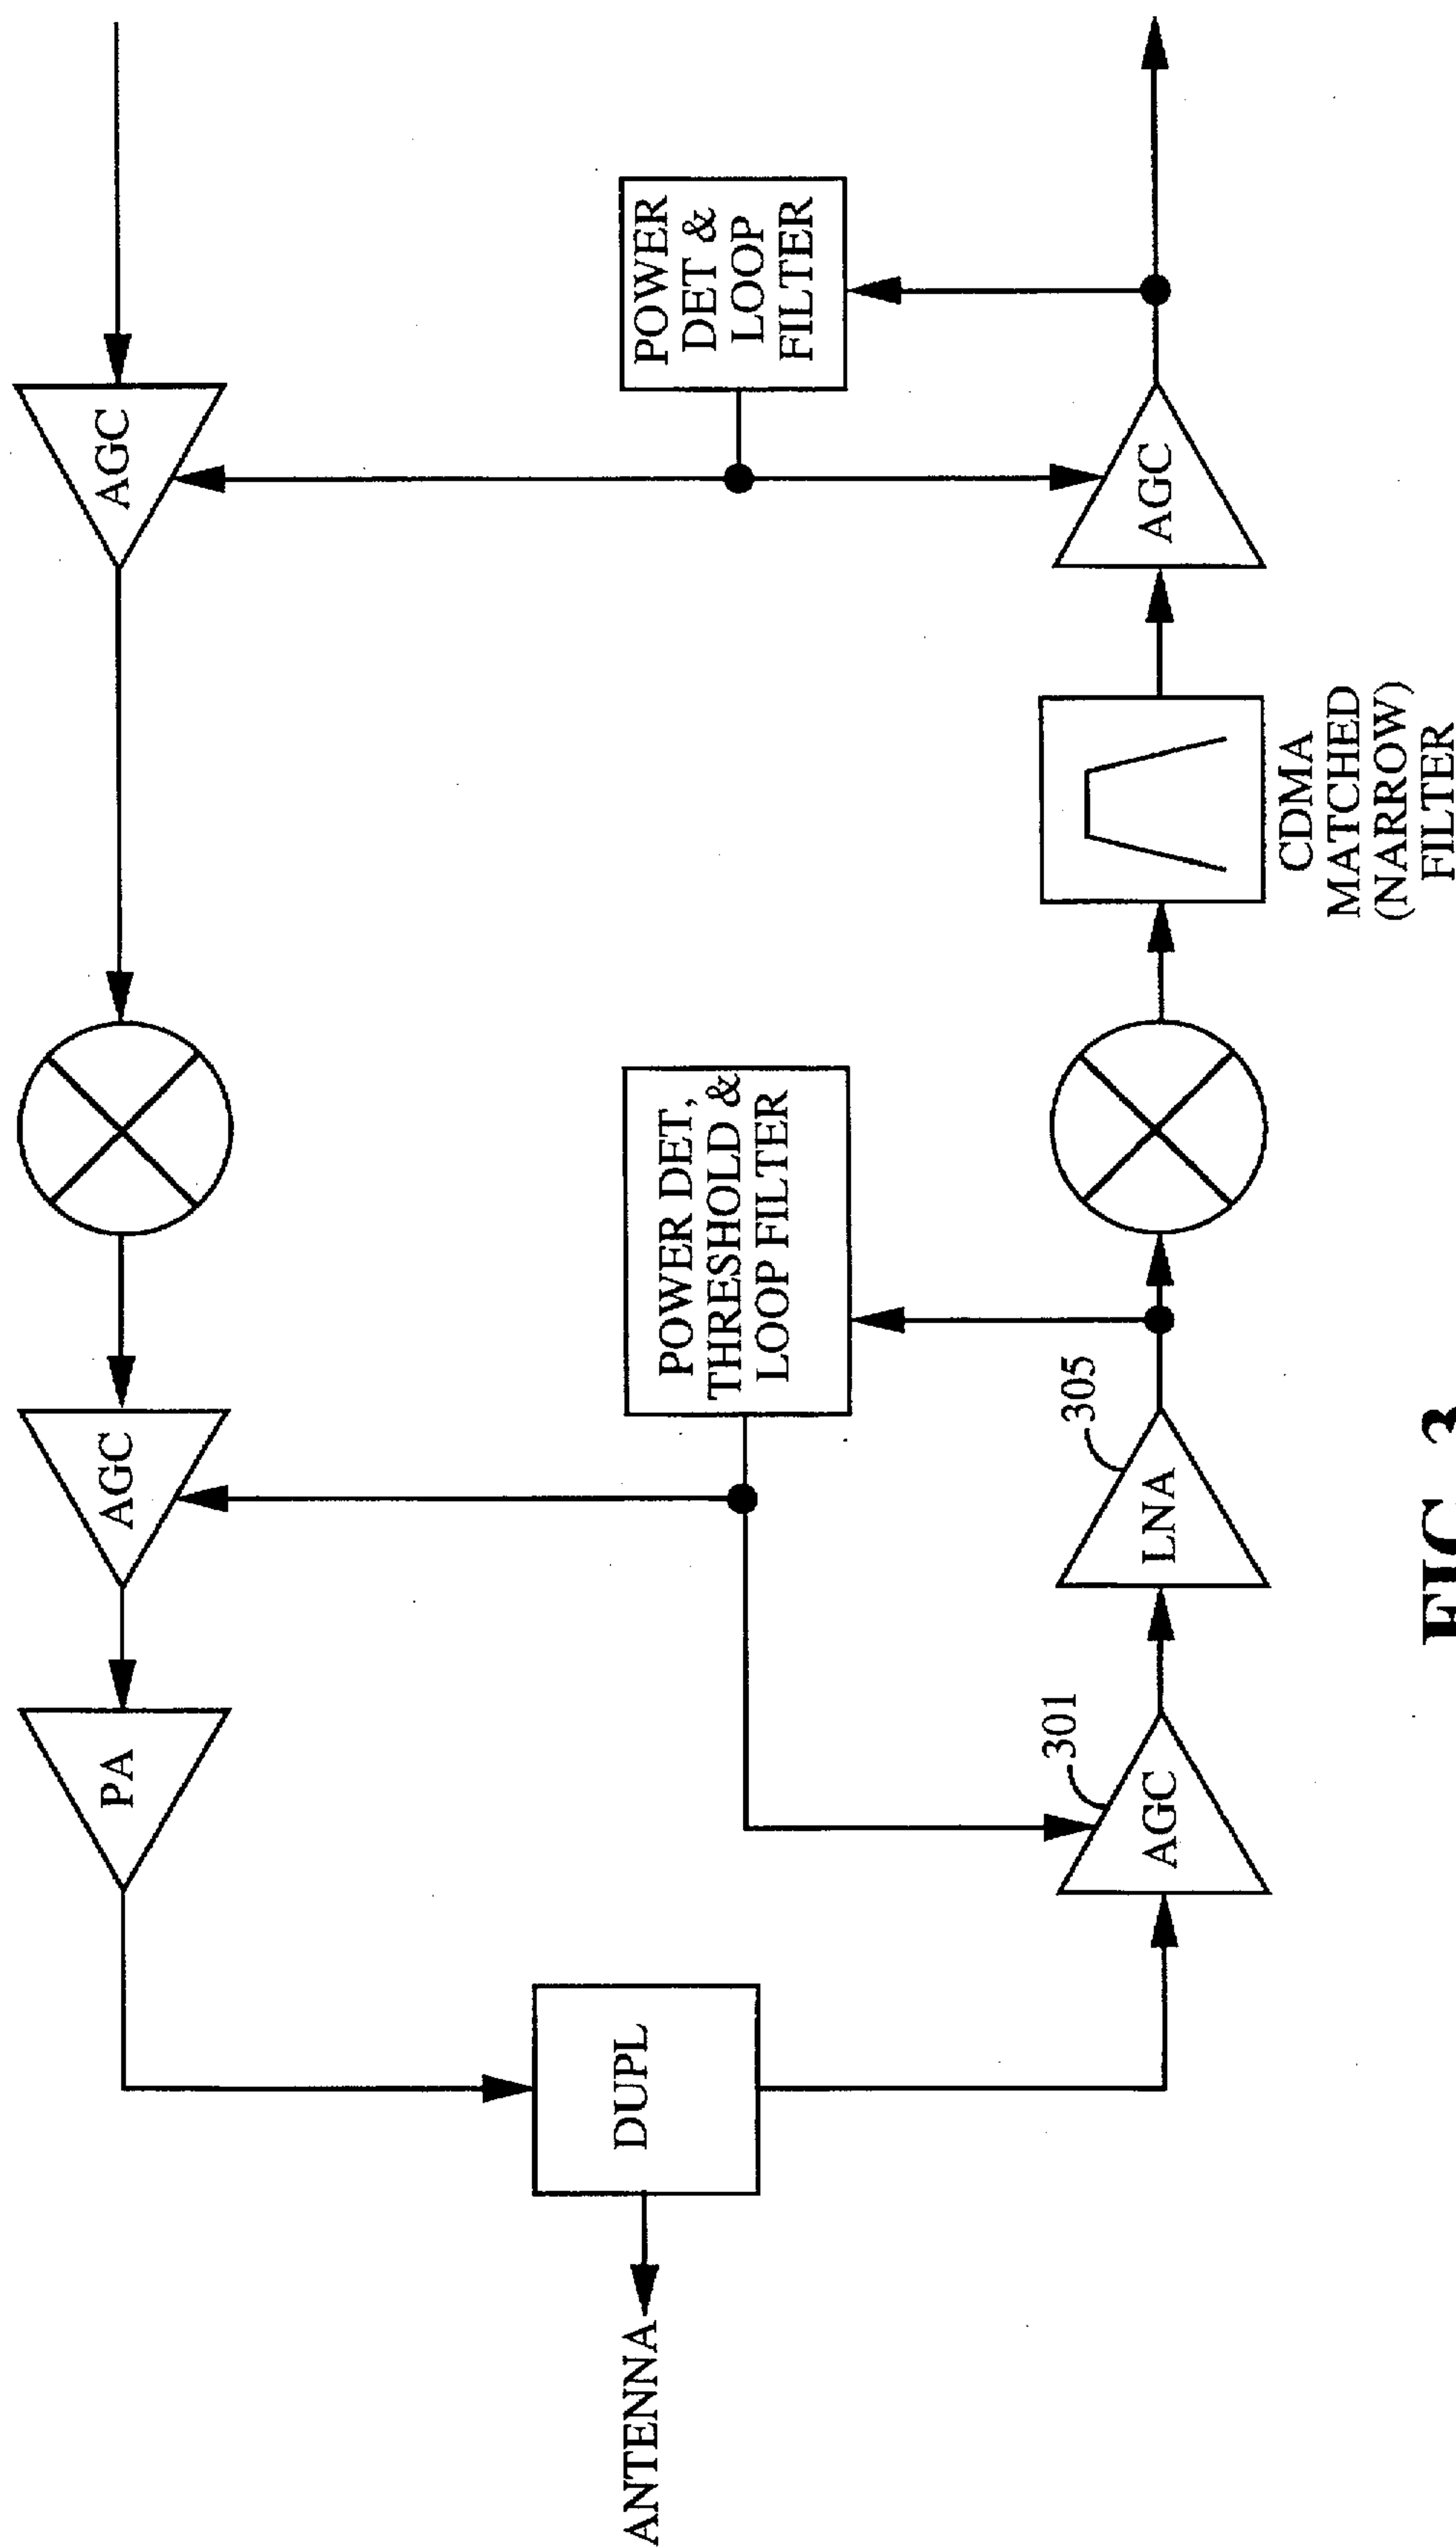 AGC
PA
AGC
ANTENNA
DUPL
POWER DET,
THRESHOLD &
LOOP FILTER
POWER
DET &
LOOP
FILTER
301
AGC
305
LNA
AGC
CDMA
MATCHED
(NARROW)
FILTER
FIG. 3